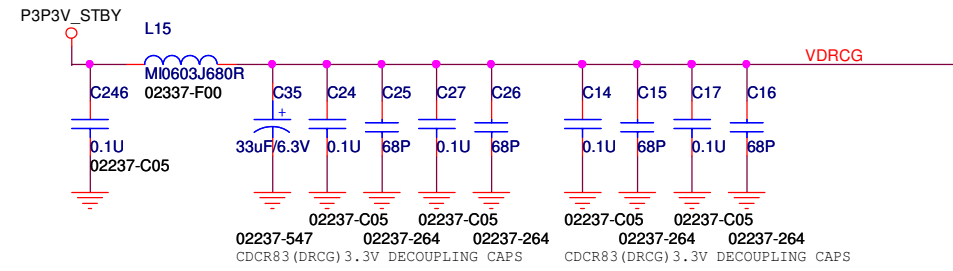 P3P3V_STBY
L15
VDRCG
MI0603J680R
02337-F00
C246
C35
C24
C25
C27
C26
C14
C15
C17
C16
+
0.1U
33uF/6.3V
0.1U
68P
0.1U
68P
0.1U
68P
0.1U
68P
02237-C05
02237-C05
02237-C05
02237-C05
02237-C05
02237-547
02237-264
02237-264
02237-264
02237-264
CDCR83(DRCG)3.3V DECOUPLING CAPS
CDCR83(DRCG)3.3V DECOUPLING CAPS